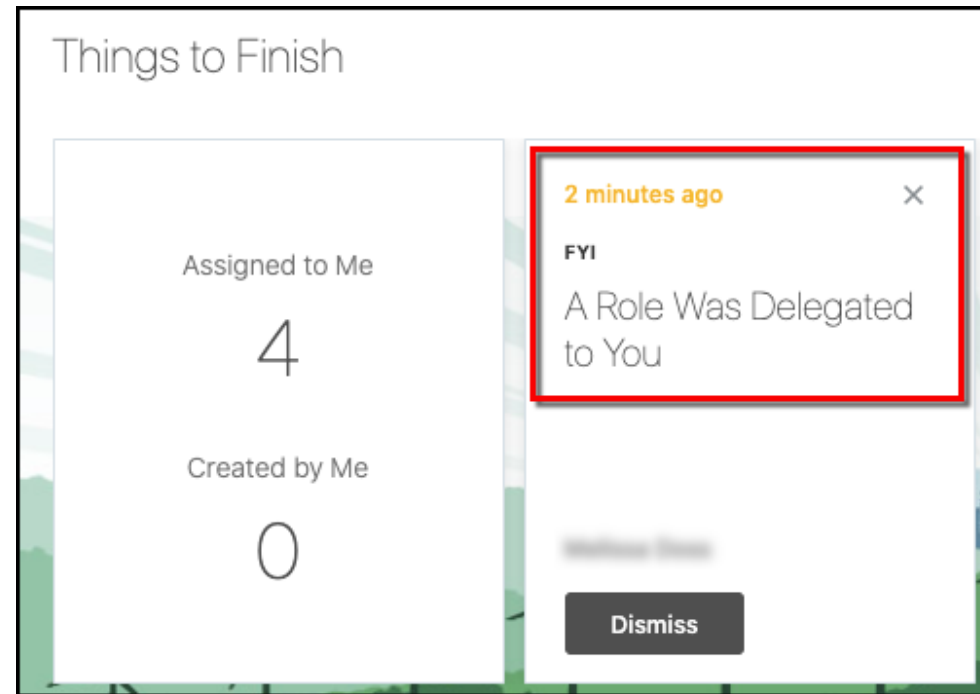 Things to Finish
Assigned to Me
4
Created by Me
0
2 minutes ago
FYI
A Role Was Delegated
to You
Dismiss